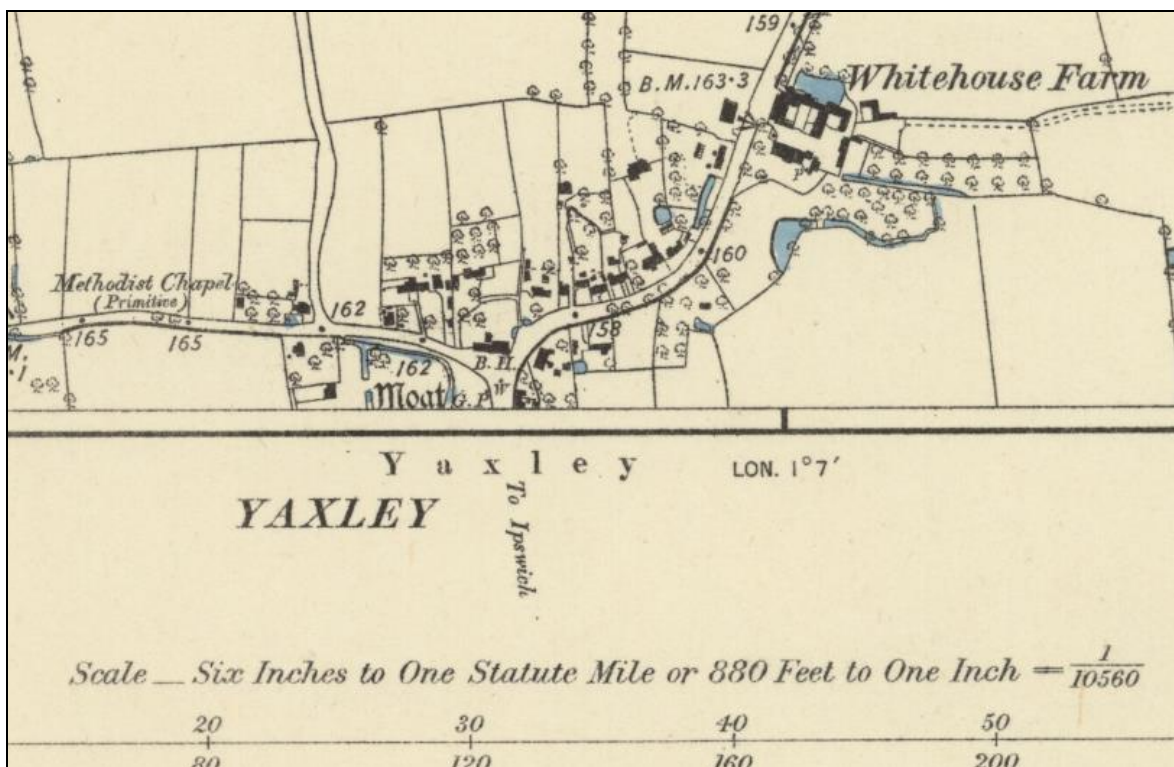 159
B.M.163·3
Whitehouse Farm
P
160
Methodist Chapel
(Primitive)
162
158
165
165
162
B.H.
M.
1
Moat
G.P.
Yaxley
LON. 1°7′
YAXLEY
To Ipswich
Scale — Six Inches to One Statute Mile or 880 Feet to One Inch = 1/10560
20 30 40 50
80 120 160 200